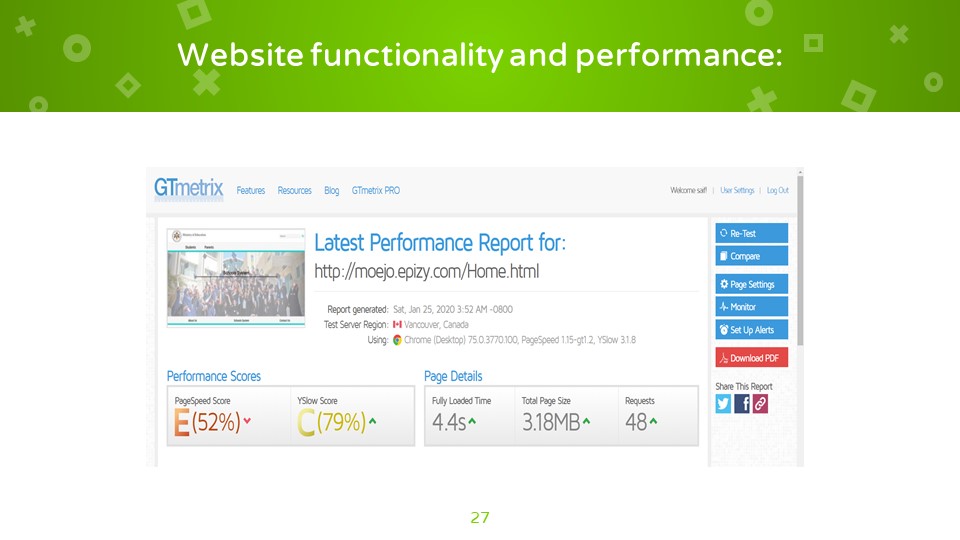 Website functionality and performance:
GTmetrix Features Resources Blog GTmetrix PRO Welcome saif! | User Settings | Log Out
Latest Performance Report for:
http://moejo.epizy.com/Home.html
Report generated: Sat, Jan 25, 2020 3:52 AM -0800
Test Server Region: Vancouver, Canada
Using: Chrome (Desktop) 75.0.3770.100, PageSpeed 1.15-gt1.2, YSlow 3.1.8
Re-Test
Compare
Page Settings
Monitor
Set Up Alerts
Download PDF
Share This Report
Performance Scores
PageSpeed Score YSlow Score
E (52%) C (79%)
Page Details
Fully Loaded Time Total Page Size Requests
4.4s 3.18MB 48
27